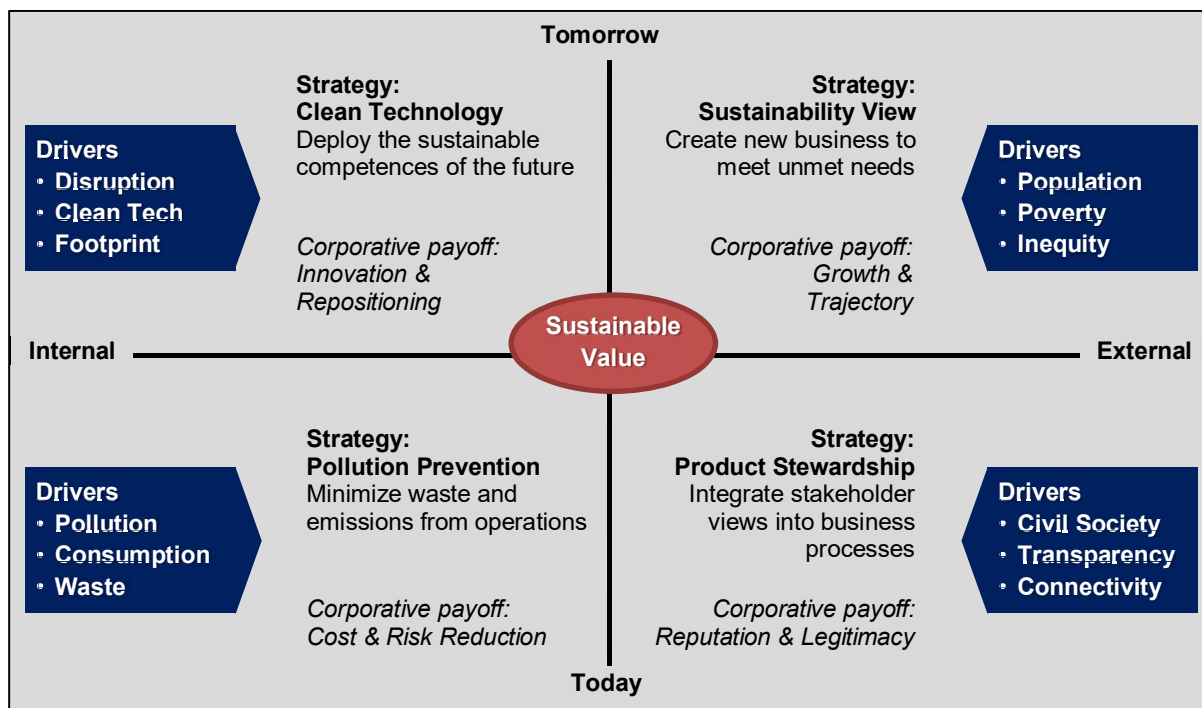 Tomorrow
Strategy:
Clean Technology
Deploy the sustainable
competences of the future
Corporative payoff:
Innovation &
Repositioning
Drivers
• Disruption
• Clean Tech
• Footprint
Strategy:
Sustainability View
Create new business to
meet unmet needs
Corporative payoff:
Growth &
Trajectory
Drivers
• Population
• Poverty
• Inequity
Internal
Sustainable
Value
External
Drivers
• Pollution
• Consumption
• Waste
Strategy:
Pollution Prevention
Minimize waste and
emissions from operations
Corporative payoff:
Cost & Risk Reduction
Strategy:
Product Stewardship
Integrate stakeholder
views into business
processes
Corporative payoff:
Reputation & Legitimacy
Drivers
• Civil Society
• Transparency
• Connectivity
Today